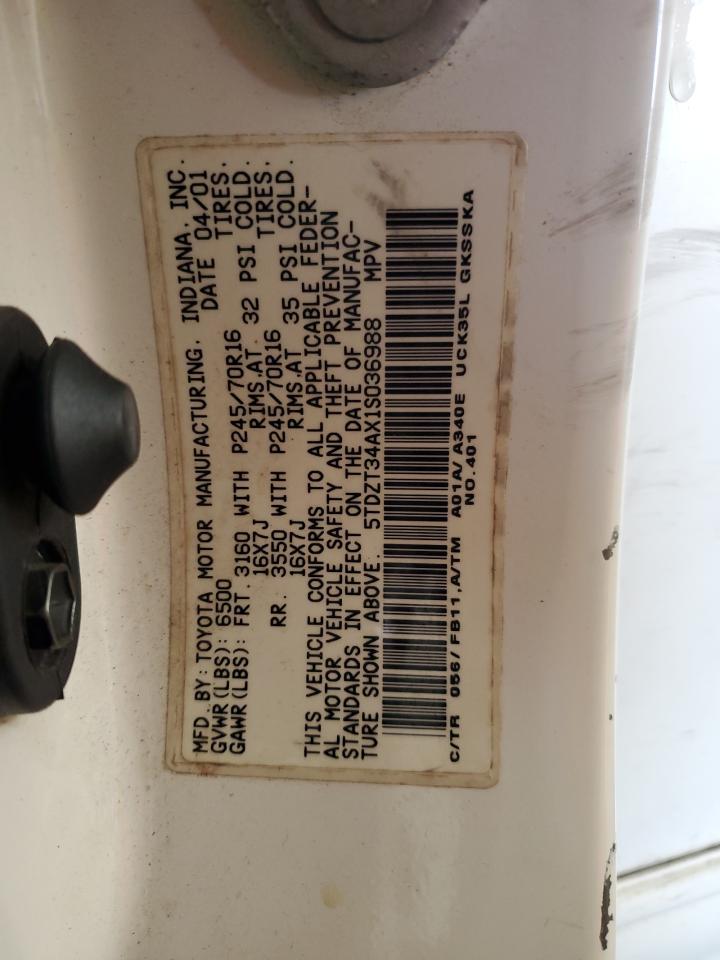 MFD. BY: TOYOTA MOTOR MANUFACTURING, INDIANA, INC.
DATE 04/01
GVWR(LBS): 6500
GAWR(LBS): FRT. 3160 WITH P245/70R16 TIRES.
16X7J RIMS.AT 32 PSI COLD.
RR. 3550 WITH P245/70R16 TIRES.
16X7J RIMS.AT 35 PSI COLD.
THIS VEHICLE CONFORMS TO ALL APPLICABLE FEDER-
AL MOTOR VEHICLE SAFETY AND THEFT PREVENTION
STANDARDS IN EFFECT ON THE DATE OF MANUFAC-
TURE SHOWN ABOVE. 5TDZT34AX1S036988 MPV
C/TR 056/FB11,A/TM A01A/A340E UCK35L GKSSKA
NO.401